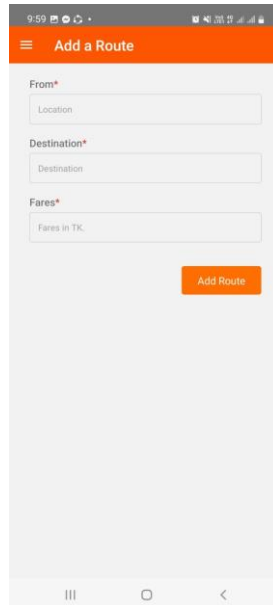 9:59
Add a Route
From*
Location
Destination*
Destination
Fares*
Fares in TK.
Add Route